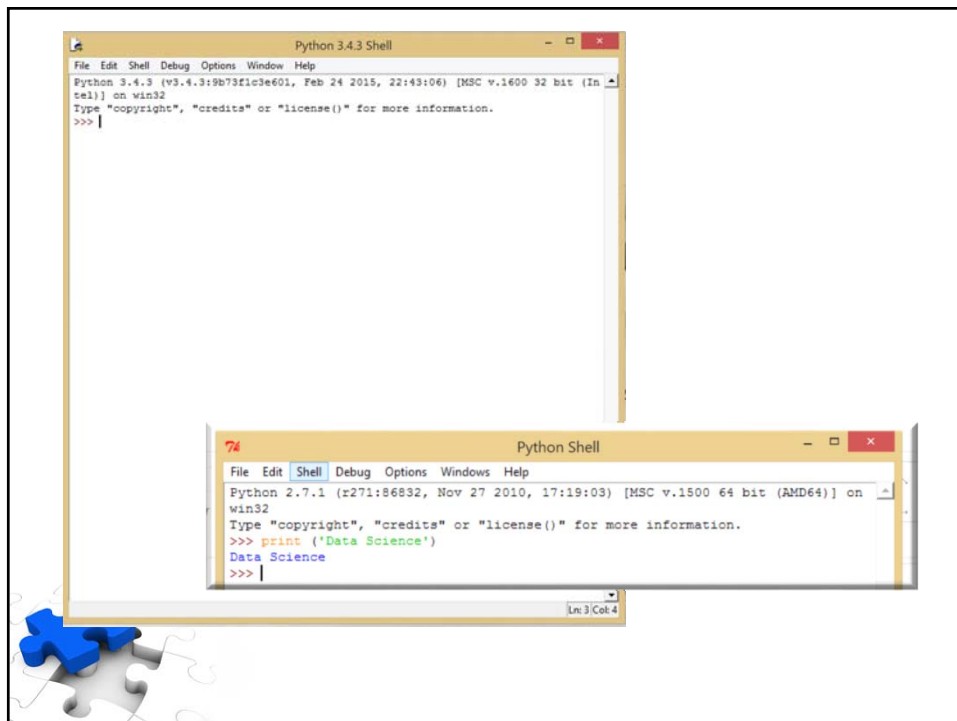 Python 3.4.3 Shell
File Edit Shell Debug Options Window Help
Python 3.4.3 (v3.4.3:9b73f1c3e601, Feb 24 2015, 22:43:06) [MSC v.1600 32 bit (In
tel)] on win32
Type "copyright", "credits" or "license()" for more information.
>>>
Ln: 3 Col: 4
Python Shell
File Edit Shell Debug Options Windows Help
Python 2.7.1 (r271:86832, Nov 27 2010, 17:19:03) [MSC v.1500 64 bit (AMD64)] on
win32
Type "copyright", "credits" or "license()" for more information.
>>> print ('Data Science')
Data Science
>>>